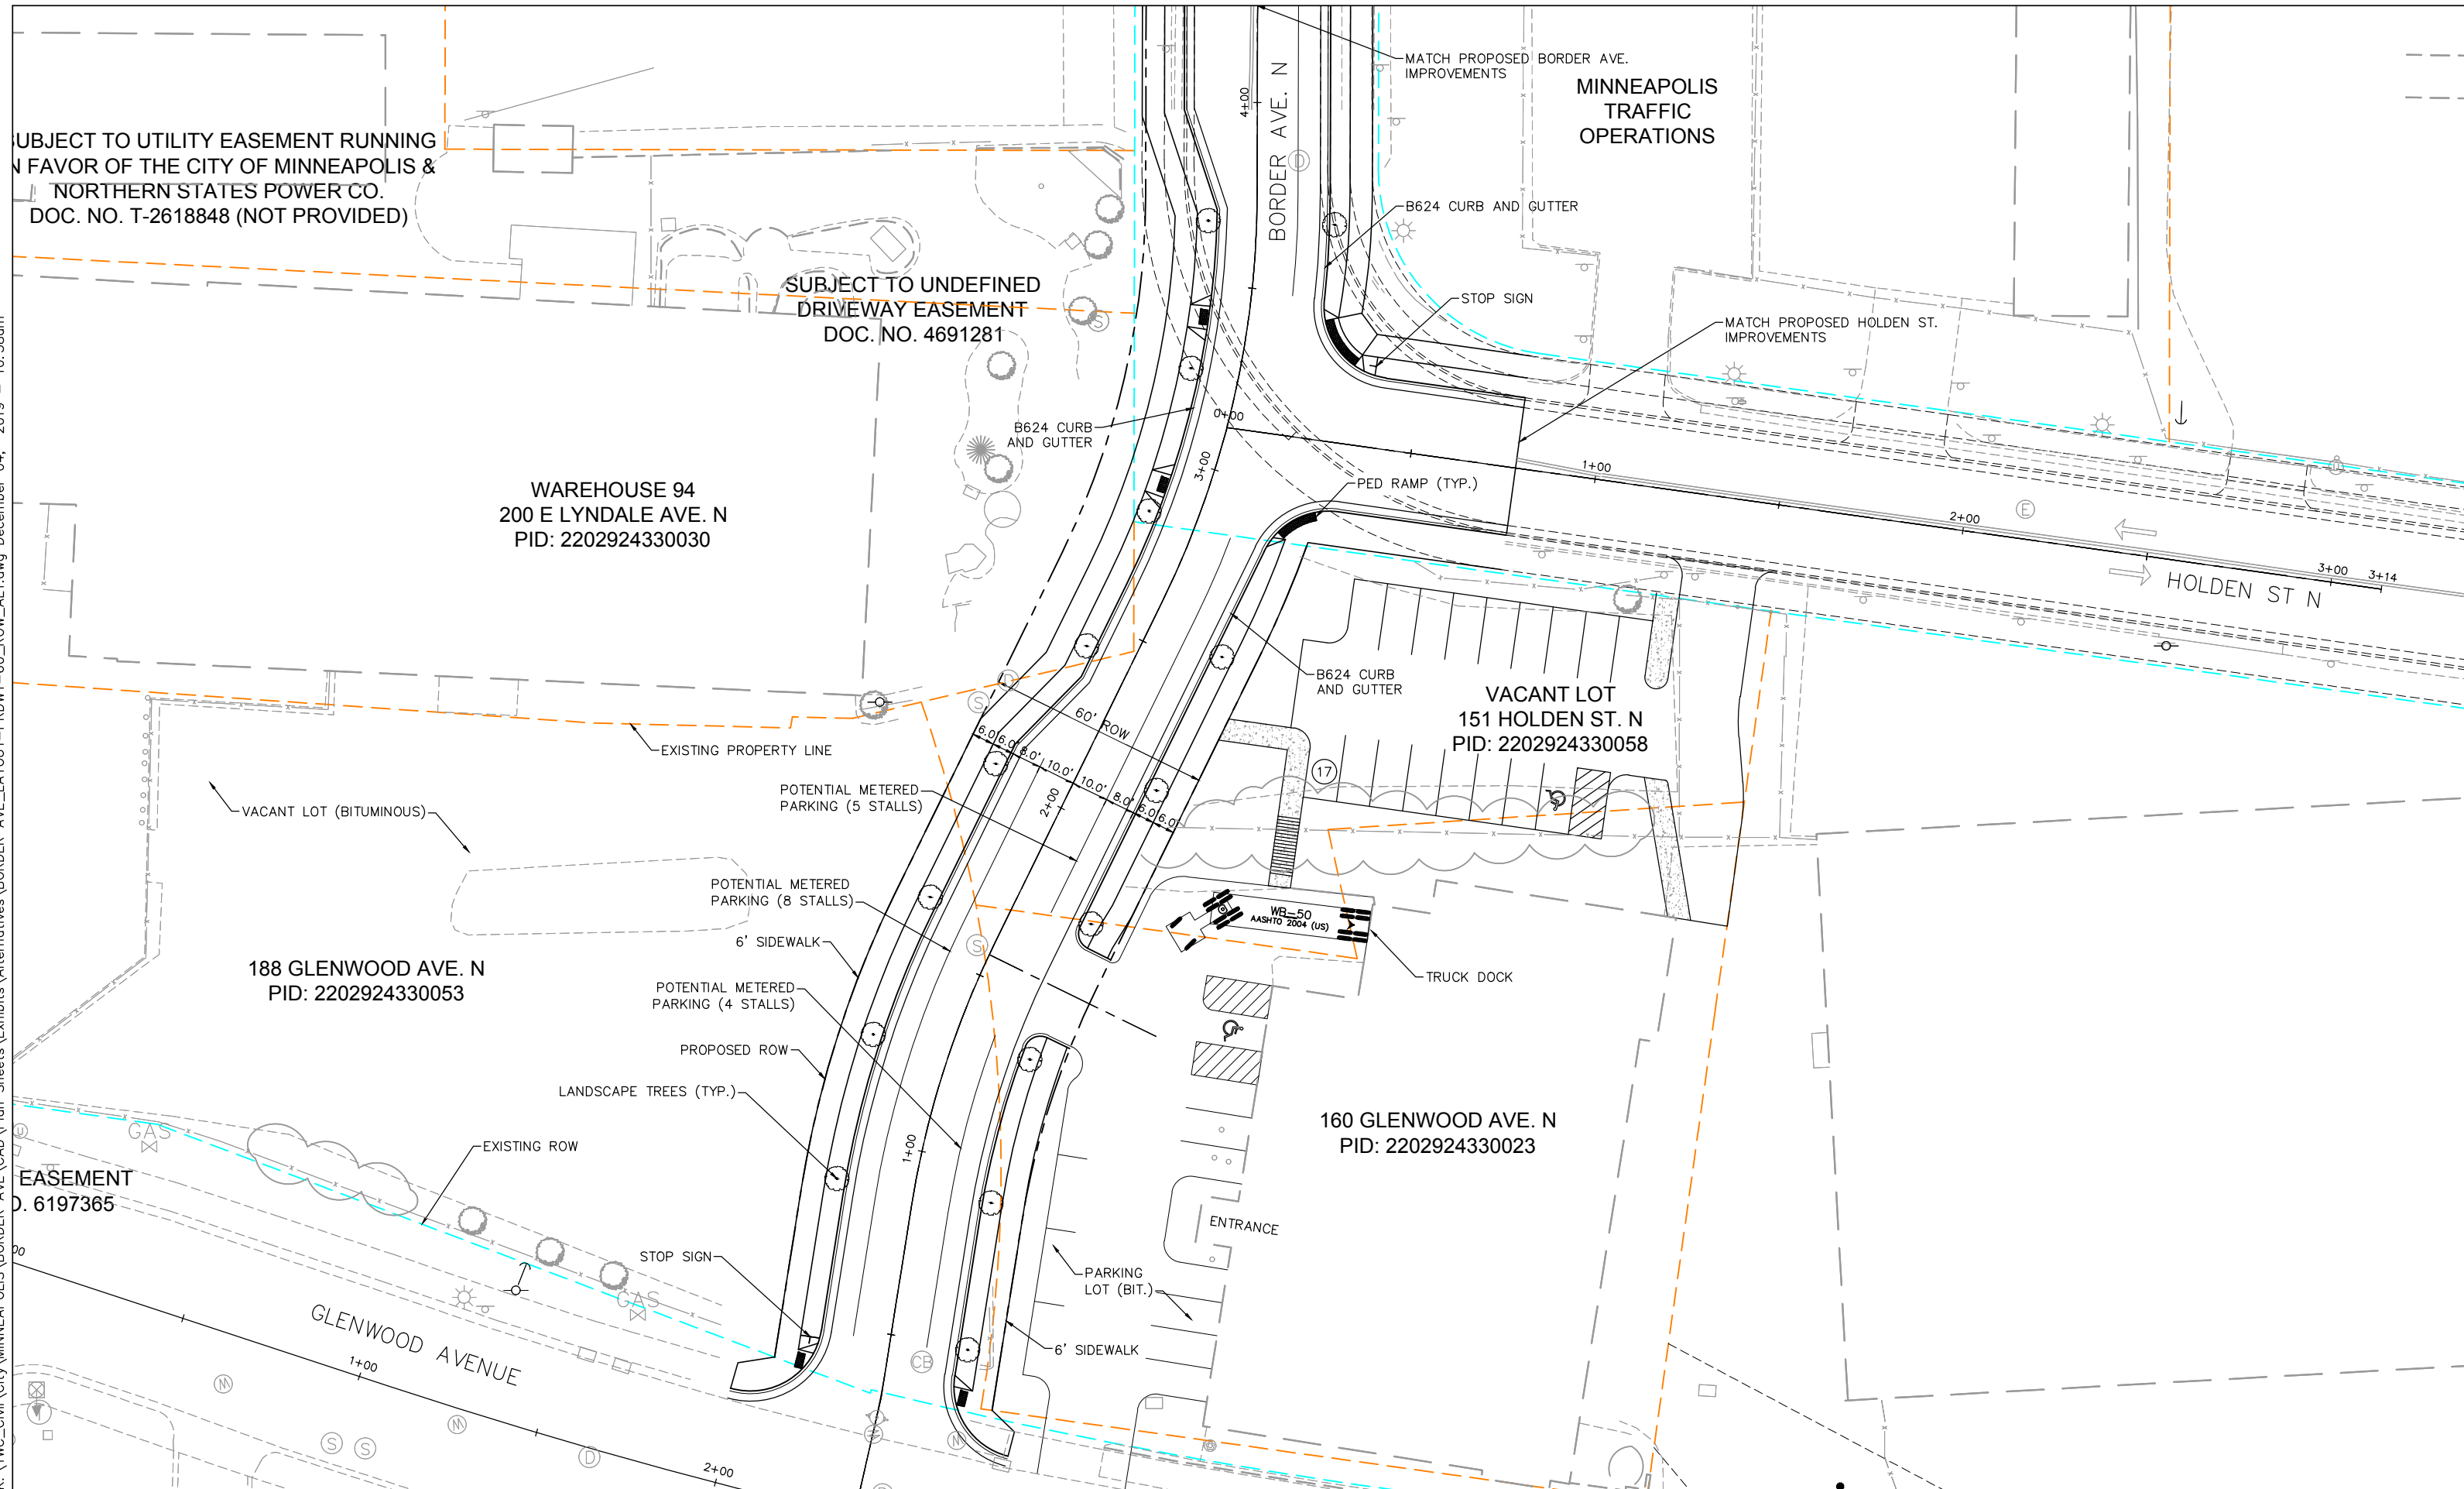 MATCH PROPOSED BORDER AVE.
IMPROVEMENTS
MINNEAPOLIS
TRAFFIC
OPERATIONS
BORDER AVE. N
4+00
D
SUBJECT TO UTILITY EASEMENT RUNNING
N FAVOR OF THE CITY OF MINNEAPOLIS &
NORTHERN STATES POWER CO.
DOC. NO. T-2618848 (NOT PROVIDED)
B624 CURB AND GUTTER
SUBJECT TO UNDEFINED
DRIVEWAY EASEMENT
DOC. NO. 4691281
S
STOP SIGN
MATCH PROPOSED HOLDEN ST.
IMPROVEMENTS
B624 CURB
AND GUTTER
0+00
3+00
1+00
PED RAMP (TYP.)
2+00
E
3+00
3+14
HOLDEN ST N
WAREHOUSE 94
200 E LYNDALE AVE. N
PID: 2202924330030
B624 CURB
AND GUTTER
VACANT LOT
151 HOLDEN ST. N
PID: 2202924330058
D
S
60' ROW
6.0'
6.0'
8.0'
10.0'
10.0'
8.0'
6.0'
6.0'
EXISTING PROPERTY LINE
17
VACANT LOT (BITUMINOUS)
POTENTIAL METERED
PARKING (5 STALLS)
2+00
POTENTIAL METERED
PARKING (8 STALLS)
WB-50
AASHTO 2004 (US)
6' SIDEWALK
S
TRUCK DOCK
188 GLENWOOD AVE. N
PID: 2202924330053
POTENTIAL METERED
PARKING (4 STALLS)
PROPOSED ROW
LANDSCAPE TREES (TYP.)
160 GLENWOOD AVE. N
PID: 2202924330023
1+00
GAS
U
EXISTING ROW
EASEMENT
O. 6197365
00
ENTRANCE
STOP SIGN
PARKING
LOT (BIT.)
GAS
GLENWOOD AVENUE
1+00
CB
6' SIDEWALK
M
M
M
S
S
D
2+00